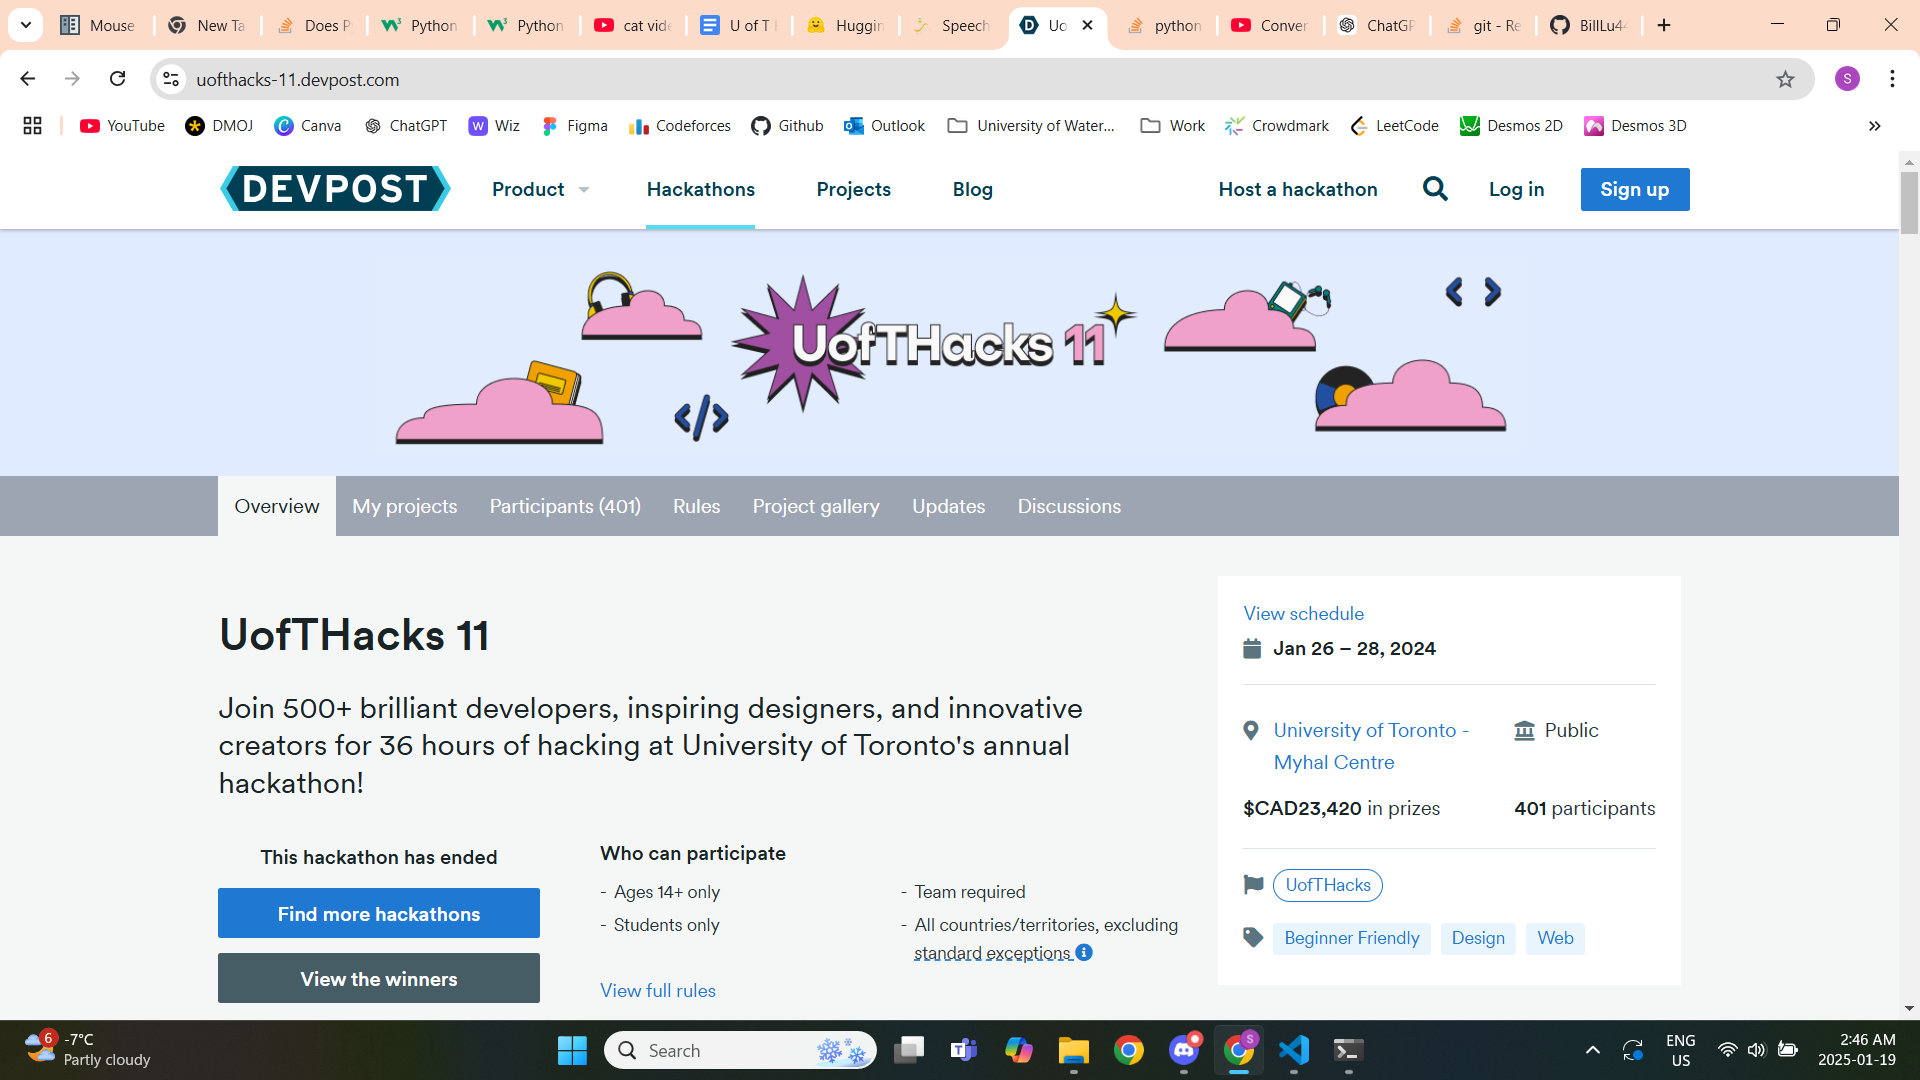 Mouse
New Ta
Does P
Python
Python
cat vide
U of T H
Huggin
Speech
Uo
python
Conver
ChatGP
git - Re
BillLu4
uofthacks-11.devpost.com
S
YouTube
DMOJ
Canva
ChatGPT
Wiz
Figma
Codeforces
Github
Outlook
University of Water...
Work
Crowdmark
LeetCode
Desmos 2D
Desmos 3D
DEVPOST
Product
Hackathons
Projects
Blog
Host a hackathon
Log in
Sign up
UofTHacks 11
Overview
My projects
Participants (401)
Rules
Project gallery
Updates
Discussions
UofTHacks 11
Join 500+ brilliant developers, inspiring designers, and innovative
creators for 36 hours of hacking at University of Toronto's annual
hackathon!
This hackathon has ended
Find more hackathons
View the winners
Who can participate
- Ages 14+ only
- Students only
- Team required
- All countries/territories, excluding
standard exceptions
View full rules
View schedule
Jan 26 – 28, 2024
University of Toronto -
Myhal Centre
Public
$CAD23,420 in prizes
401 participants
UofTHacks
Beginner Friendly
Design
Web
6
-7°C
Partly cloudy
Search
S
ENG
US
2:46 AM
2025-01-19